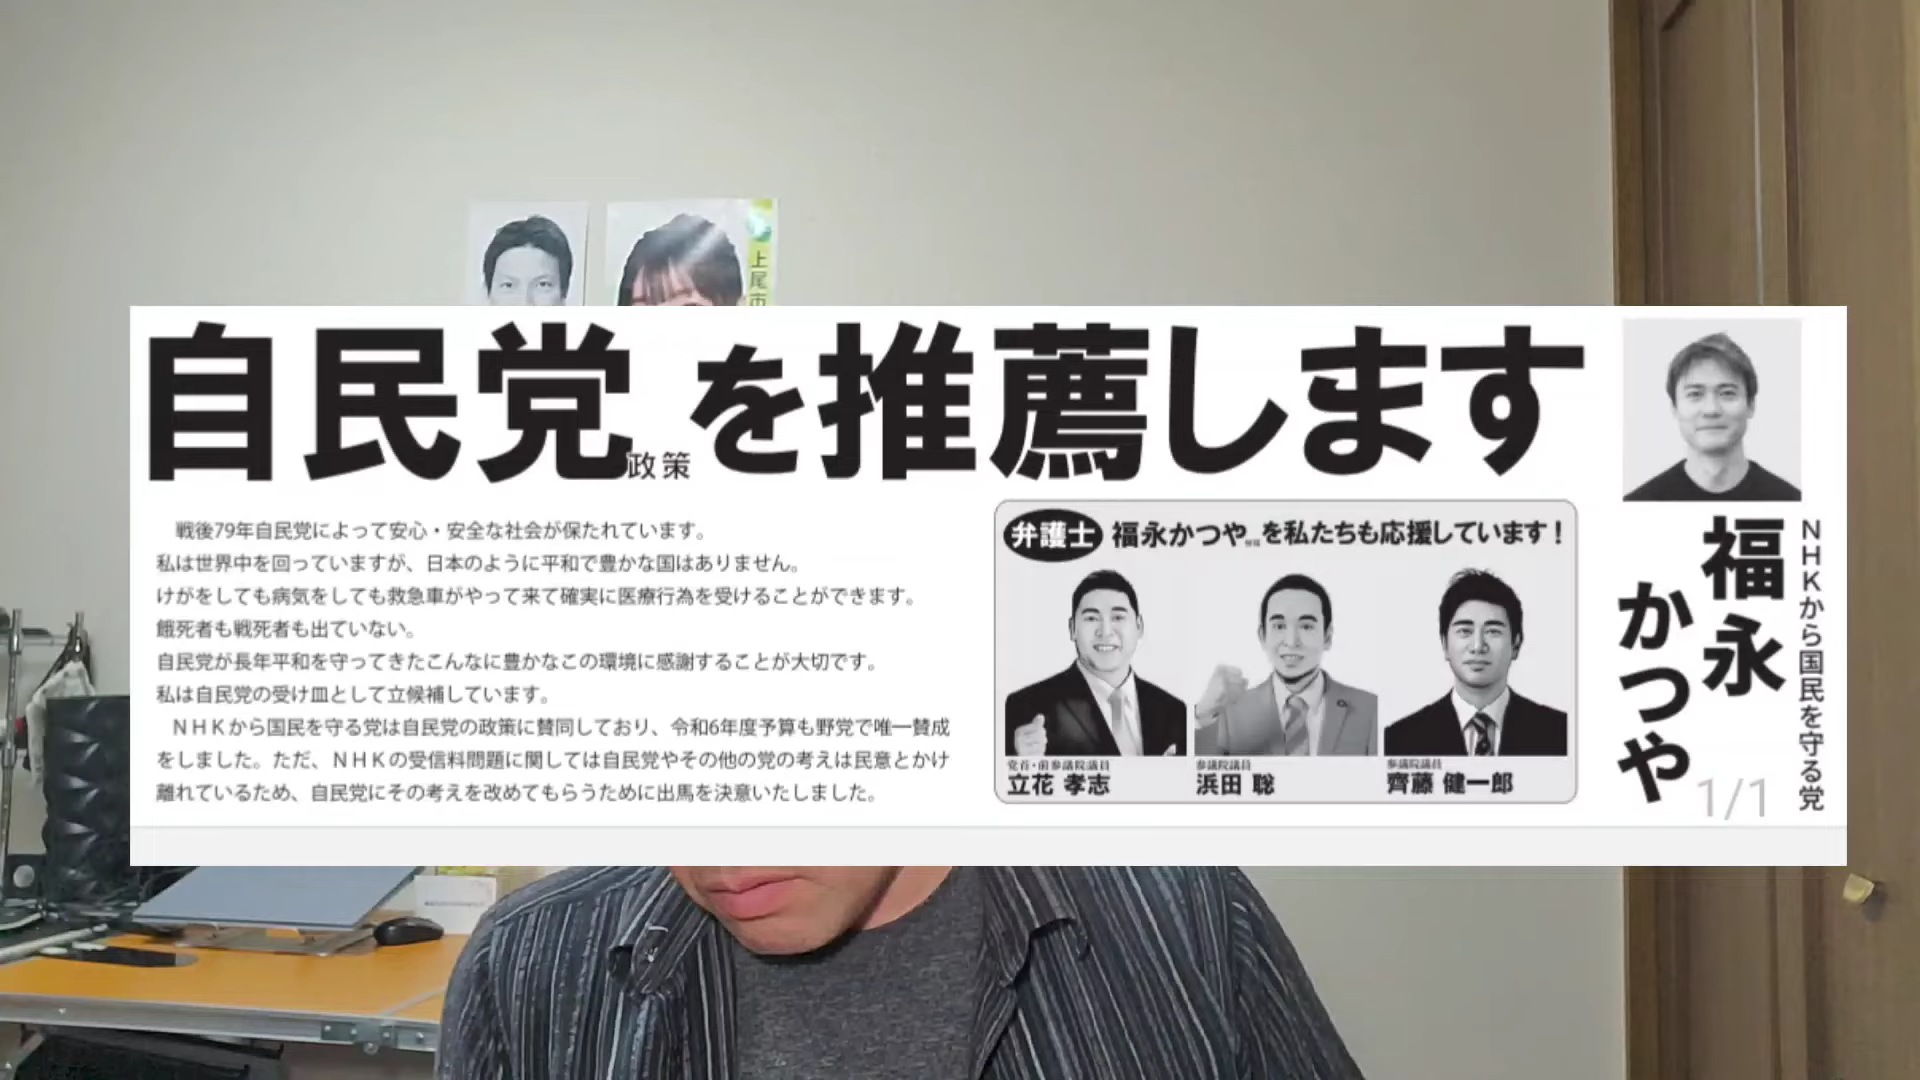 上尾市
自民党政策を推薦します
戦後79年自民党によって安心・安全な社会が保たれています。
私は世界中を回っていますが、日本のように平和で豊かな国はありません。
けがをしても病気をしても救急車がやって来て確実に医療行為を受けることができます。
餓死者も戦死者も出ていない。
自民党が長年平和を守ってきたこんなに豊かなこの環境に感謝することが大切です。
私は自民党の受け皿として立候補しています。
NHKから国民を守る党は自民党の政策に賛同しており、令和6年度予算も野党で唯一賛成
をしました。ただ、NHKの受信料問題に関しては自民党やその他の党の考えは民意とかけ
離れているため、自民党にその考えを改めてもらうために出馬を決意いたしました。
弁護士 福永かつやを私たちも応援しています！
党首・前参議院議員
立花 孝志
参議院議員
浜田 聡
参議院議員
齊藤 健一郎
NHKから国民を守る党
福永
かつや
1/1